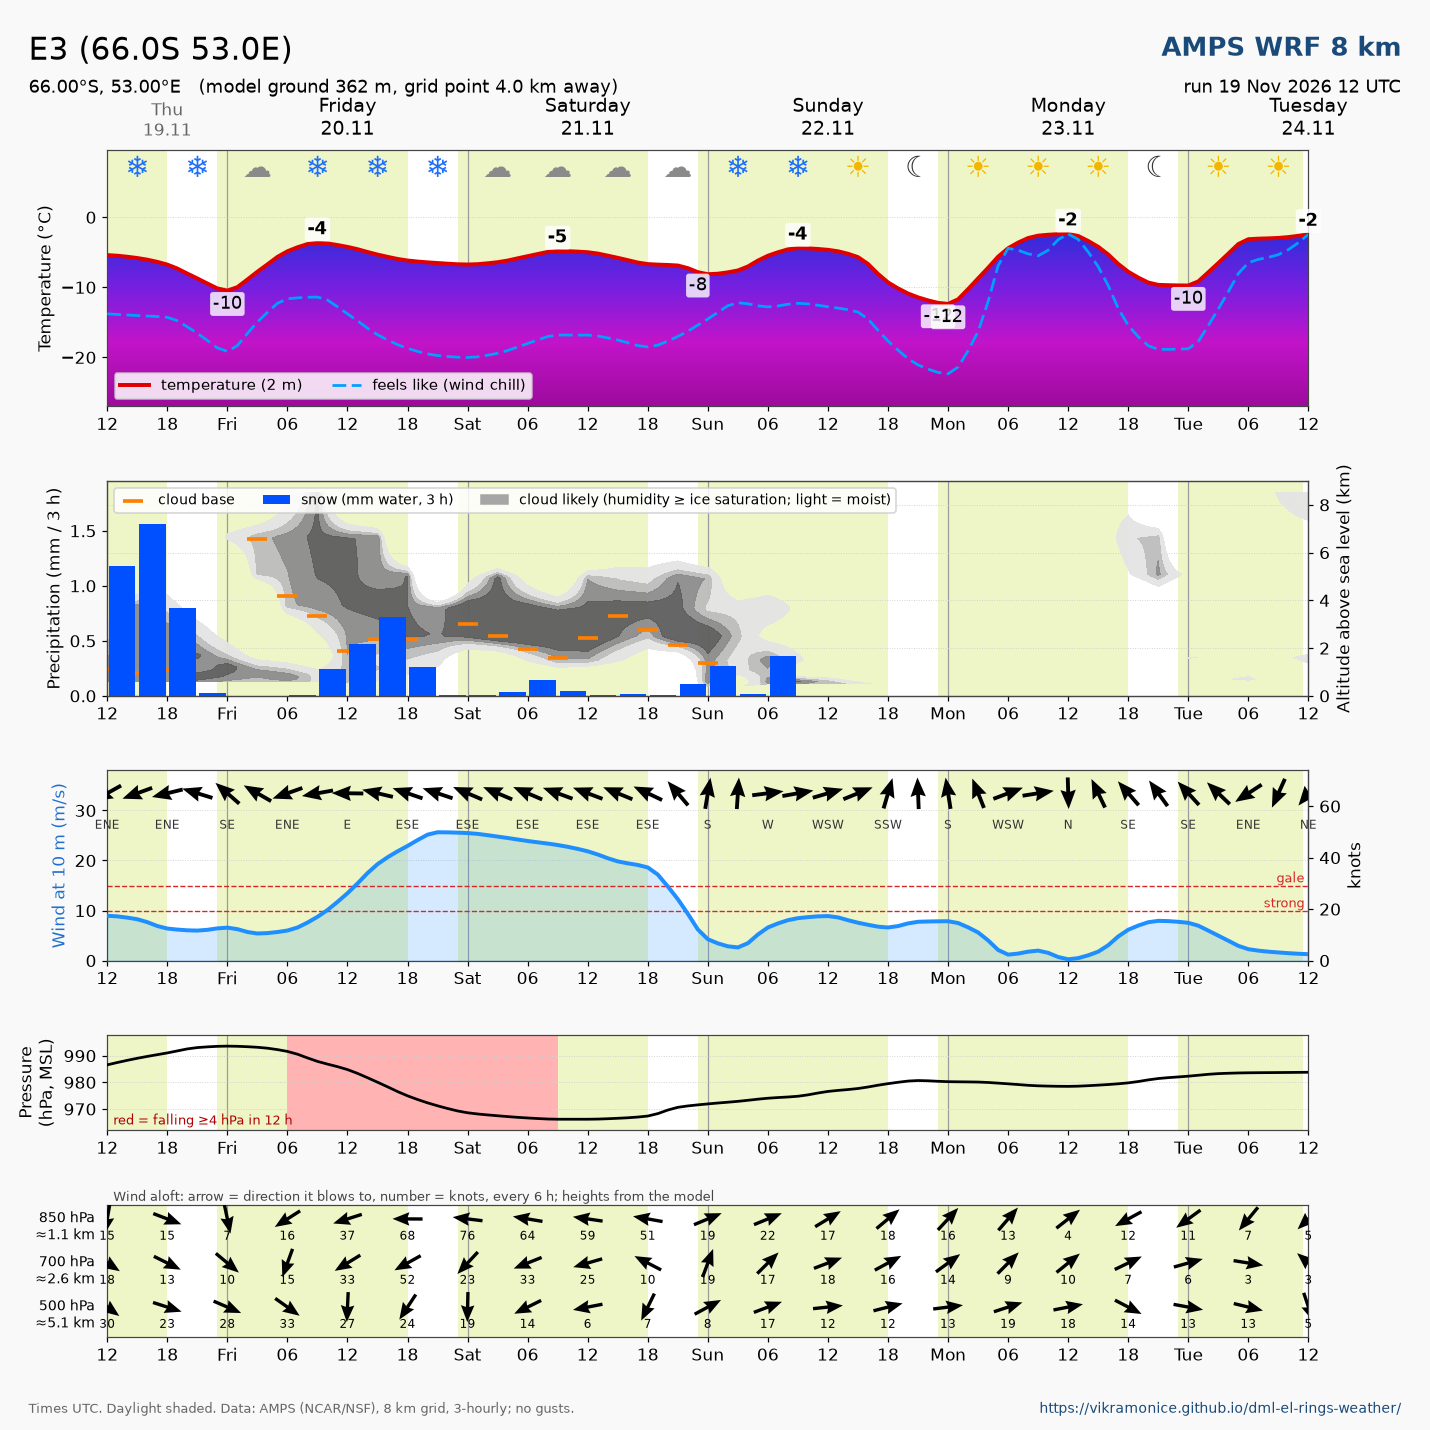 E3 (66.0S 53.0E)
AMPS WRF 8 km
66.00°S, 53.00°E (model ground 362 m, grid point 4.0 km away)
run 19 Nov 2026 12 UTC
Thu Friday Saturday Sunday Monday Tuesday
19.11 20.11 21.11 22.11 23.11 24.11
Temperature (°C)
0
−10
−20
-4 -5 -4 -2 -2
-10 -8 -12 -10
temperature (2 m) feels like (wind chill)
12 18 Fri 06 12 18 Sat 06 12 18 Sun 06 12 18 Mon 06 12 18 Tue 06 12
Precipitation (mm / 3 h)
1.5
1.0
0.5
0.0
cloud base snow (mm water, 3 h) cloud likely (humidity ≥ ice saturation; light = moist)
8
6
4
2
0
Altitude above sea level (km)
12 18 Fri 06 12 18 Sat 06 12 18 Sun 06 12 18 Mon 06 12 18 Tue 06 12
Wind at 10 m (m/s)
30
20
10
0
ENE ENE SE ENE E ESE ESE ESE ESE ESE S W WSW SSW S WSW N SE SE ENE NE
gale
strong
60
40
20
0
knots
12 18 Fri 06 12 18 Sat 06 12 18 Sun 06 12 18 Mon 06 12 18 Tue 06 12
Pressure
(hPa, MSL)
990
980
970
red = falling ≥4 hPa in 12 h
12 18 Fri 06 12 18 Sat 06 12 18 Sun 06 12 18 Mon 06 12 18 Tue 06 12
Wind aloft: arrow = direction it blows to, number = knots, every 6 h; heights from the model
850 hPa
≈1.1 km 15 15 7 16 37 68 76 64 59 51 19 22 17 18 16 13 4 12 11 7 5
700 hPa
≈2.6 km 18 13 10 15 33 52 23 33 25 10 19 17 18 16 14 9 10 7 6 3 3
500 hPa
≈5.1 km 30 23 28 33 27 24 19 14 6 7 8 17 12 12 13 19 18 14 13 13 5
12 18 Fri 06 12 18 Sat 06 12 18 Sun 06 12 18 Mon 06 12 18 Tue 06 12
Times UTC. Daylight shaded. Data: AMPS (NCAR/NSF), 8 km grid, 3-hourly; no gusts.
https://vikramonice.github.io/dml-el-rings-weather/